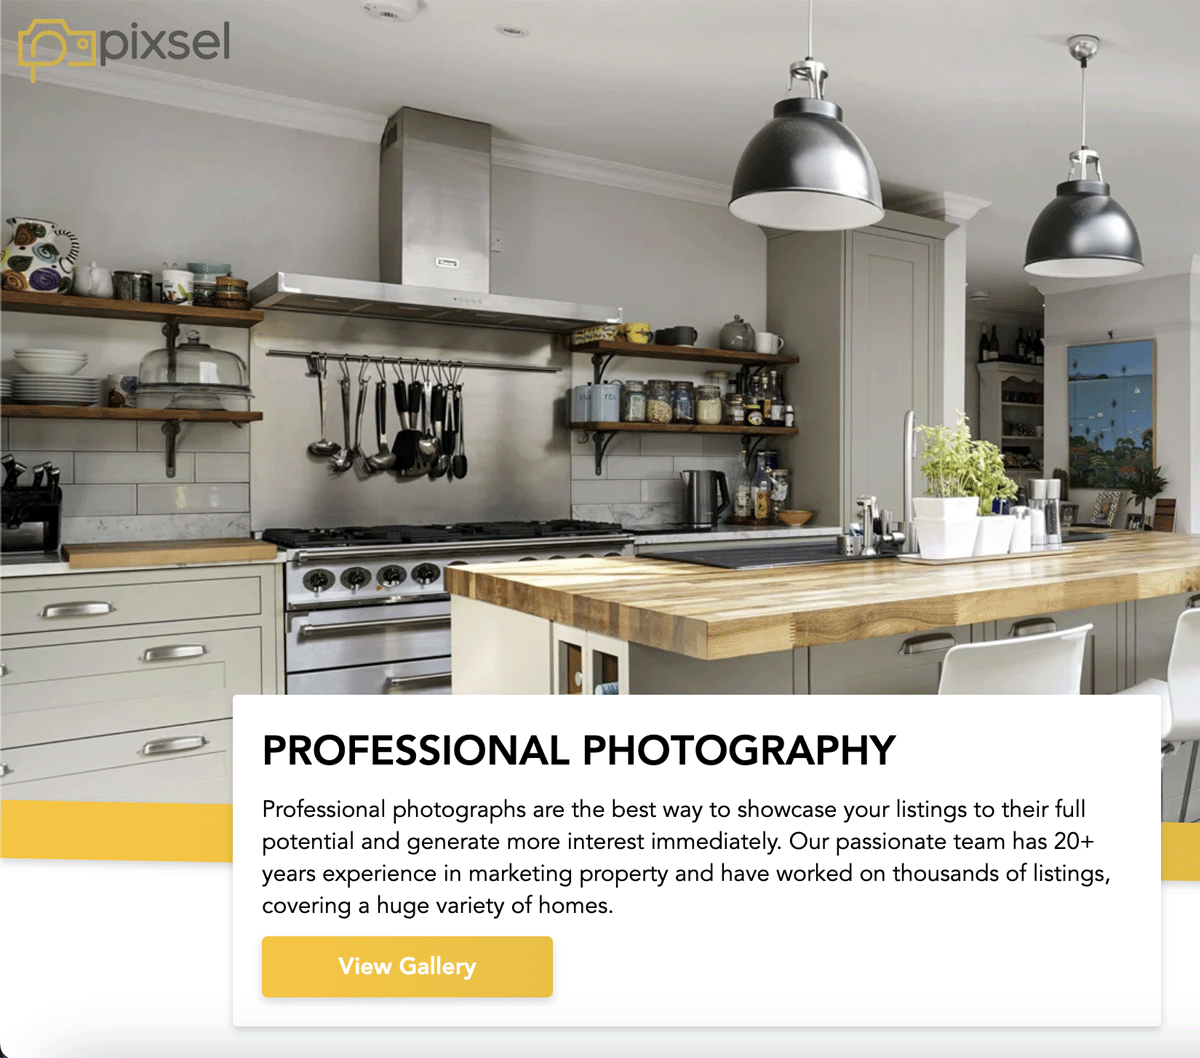 pixsel
PROFESSIONAL PHOTOGRAPHY
Professional photographs are the best way to showcase your listings to their full
potential and generate more interest immediately. Our passionate team has 20+
years experience in marketing property and have worked on thousands of listings,
covering a huge variety of homes.
View Gallery